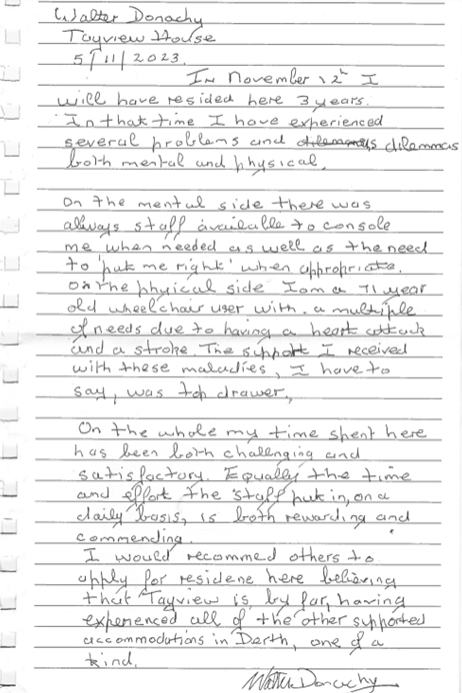 Walter Donachy
Tayview House
5/11/2023.
In November 12th I
will have resided here 3 years.
In that time I have experienced
several problems and dilemmas
both mental and physical.
On the mental side there was
always staff available to console
me when needed as well as the need
to 'put me right' when appropriate.
On the physical side I am a 71 year
old wheelchair user with a multiple
of needs due to having a heart attack
and a stroke. The support I received
with these maladies, I have to
say, was top drawer.
On the whole my time spent here
has been both challenging and
satisfactory. Equally the time
and effort the staff put in, on a
daily basis, is both rewarding and
commending.
I would recommed others to
apply for residene here believing
that Tayview is, by far, having
experienced all of the other supported
accommodations in Perth, one of a
kind.
Walter Donachy